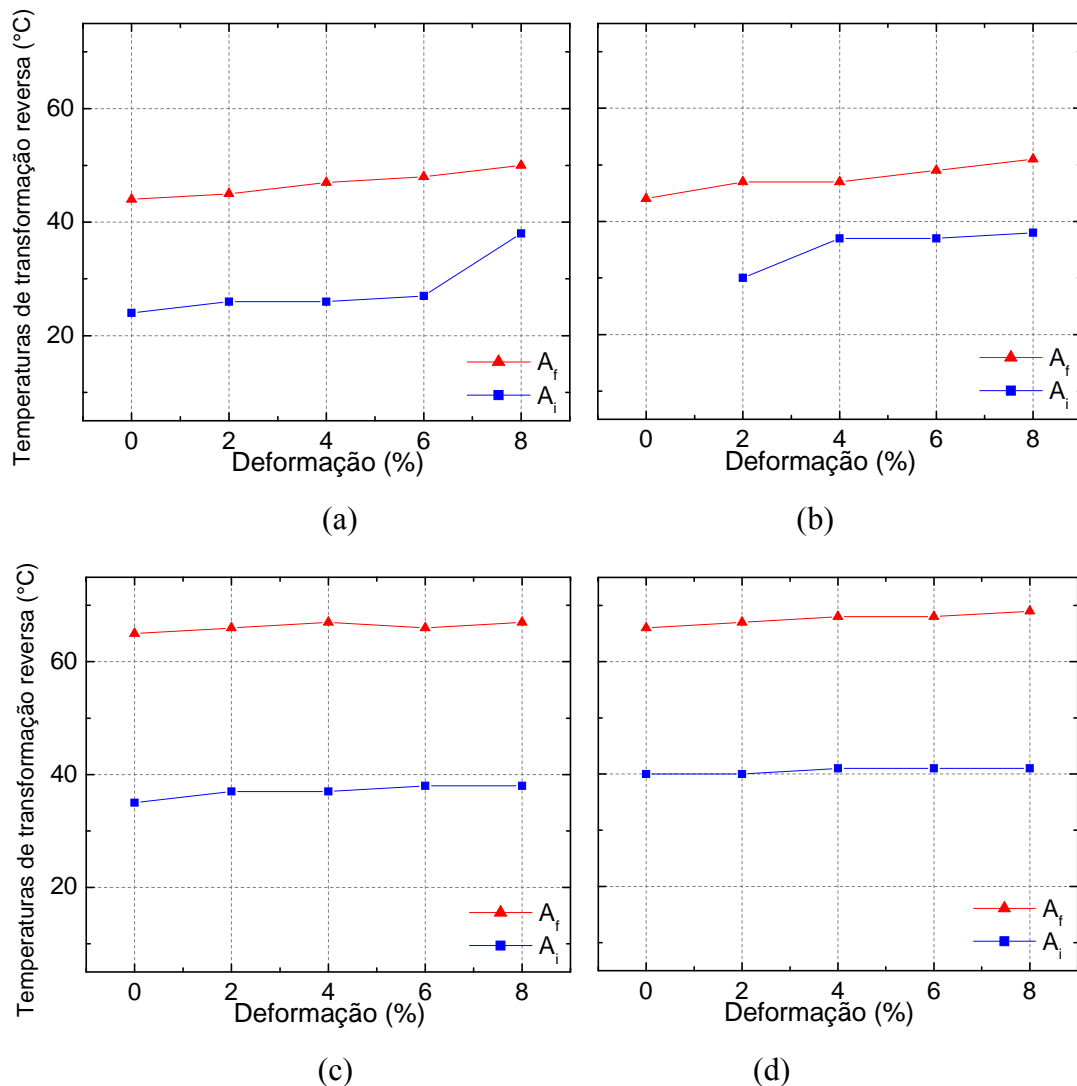 Temperaturas de transformação reversa (°C)
60
40
20
A_f
A_i
0 2 4 6 8
Deformação (%)
(a)
A_f
A_i
0 2 4 6 8
Deformação (%)
(b)
Temperaturas de transformação reversa (°C)
60
40
20
A_f
A_i
0 2 4 6 8
Deformação (%)
(c)
A_f
A_i
0 2 4 6 8
Deformação (%)
(d)